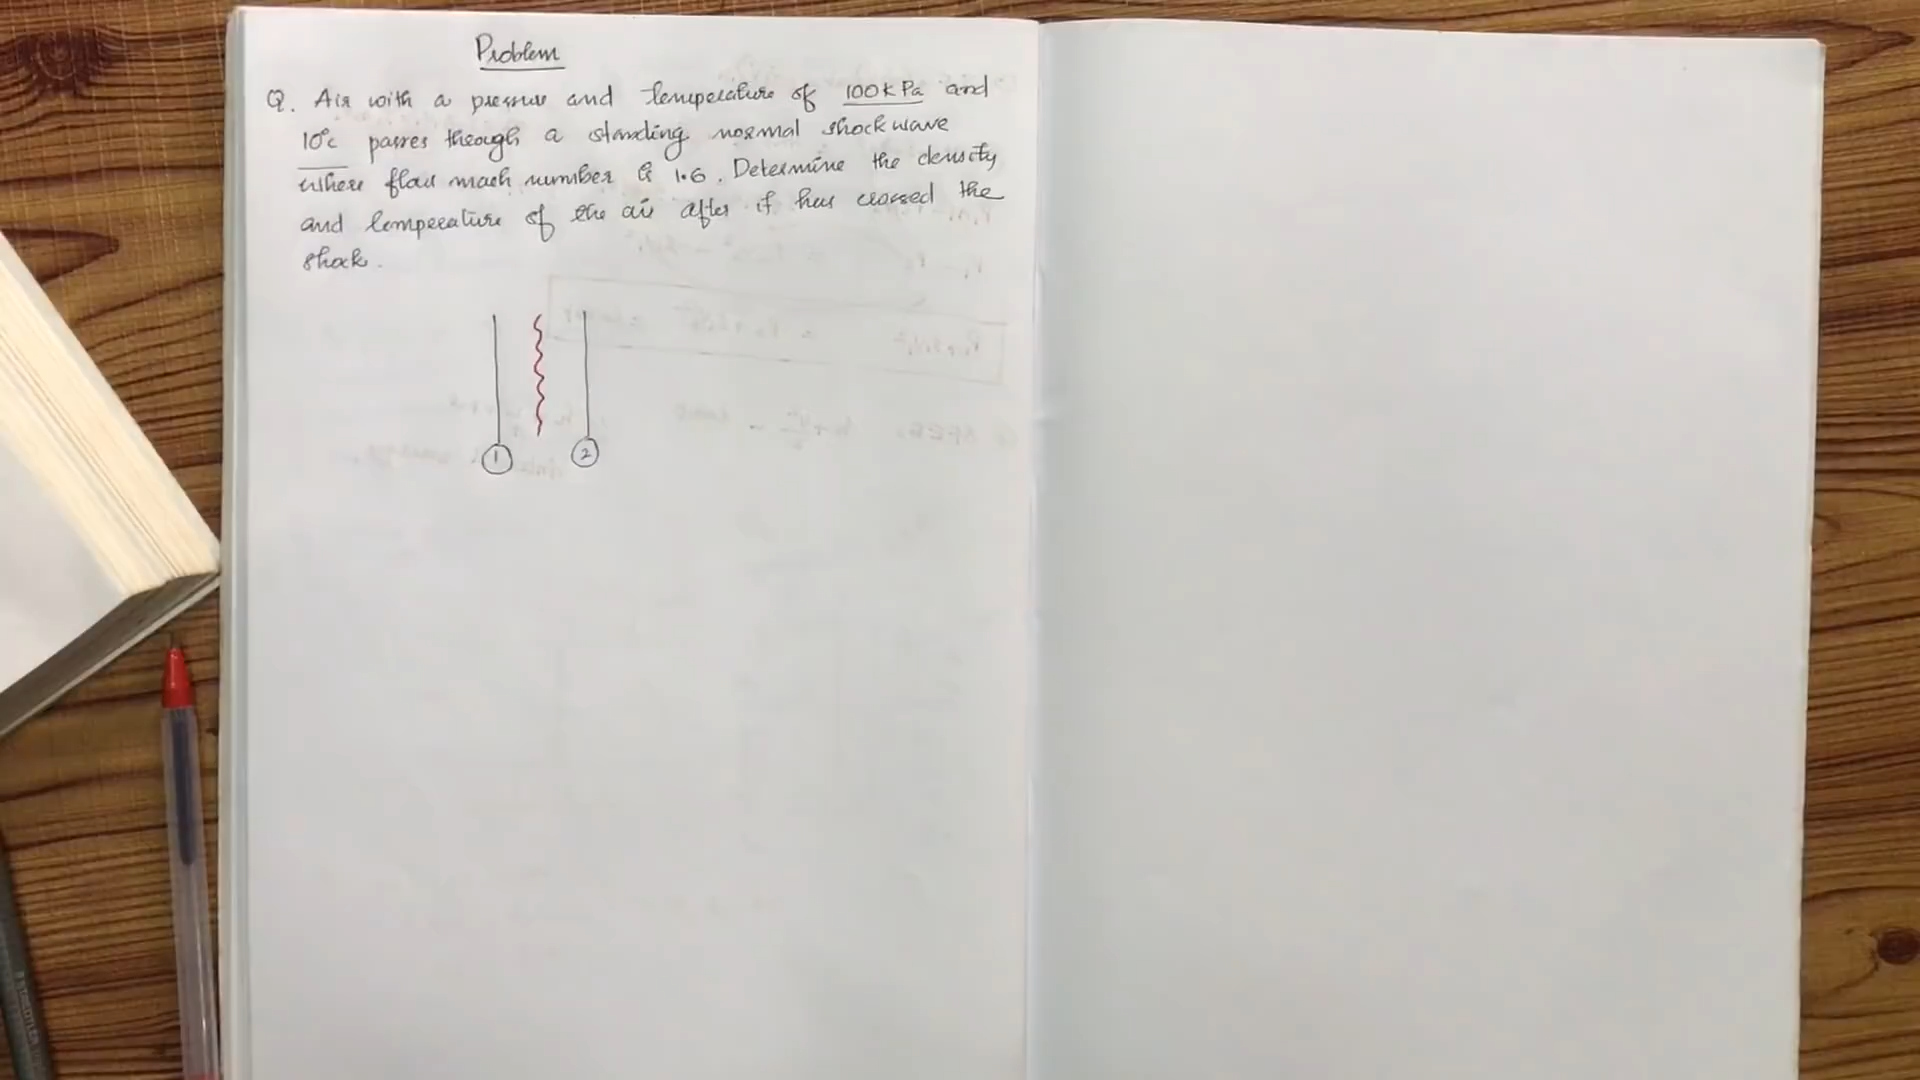 Problem
Q. Air with a pressure and temperature of 100kPa and
10°c passes through a standing normal shock wave
where flow mach number is 1.6. Determine the density
and temperature of the air after it has crossed the
shock.
1 2